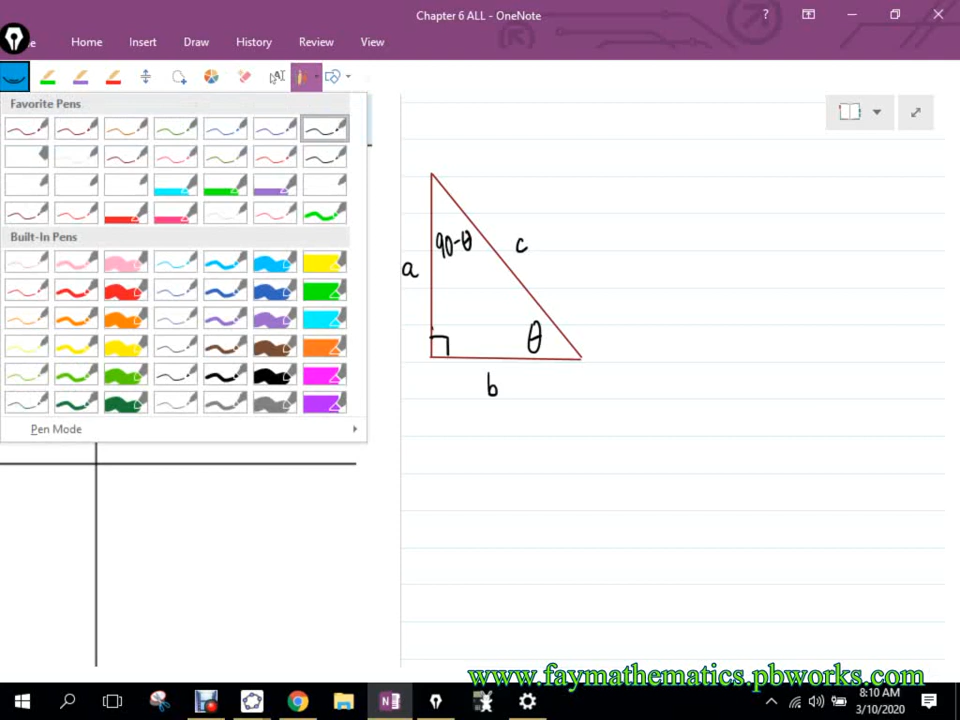 Chapter 6 ALL - OneNote
?
Home Insert Draw History Review View
Favorite Pens
Built-In Pens
Pen Mode
90-θ
c
a
θ
b
www.faymathematics.pbworks.com
8:10 AM
3/10/2020